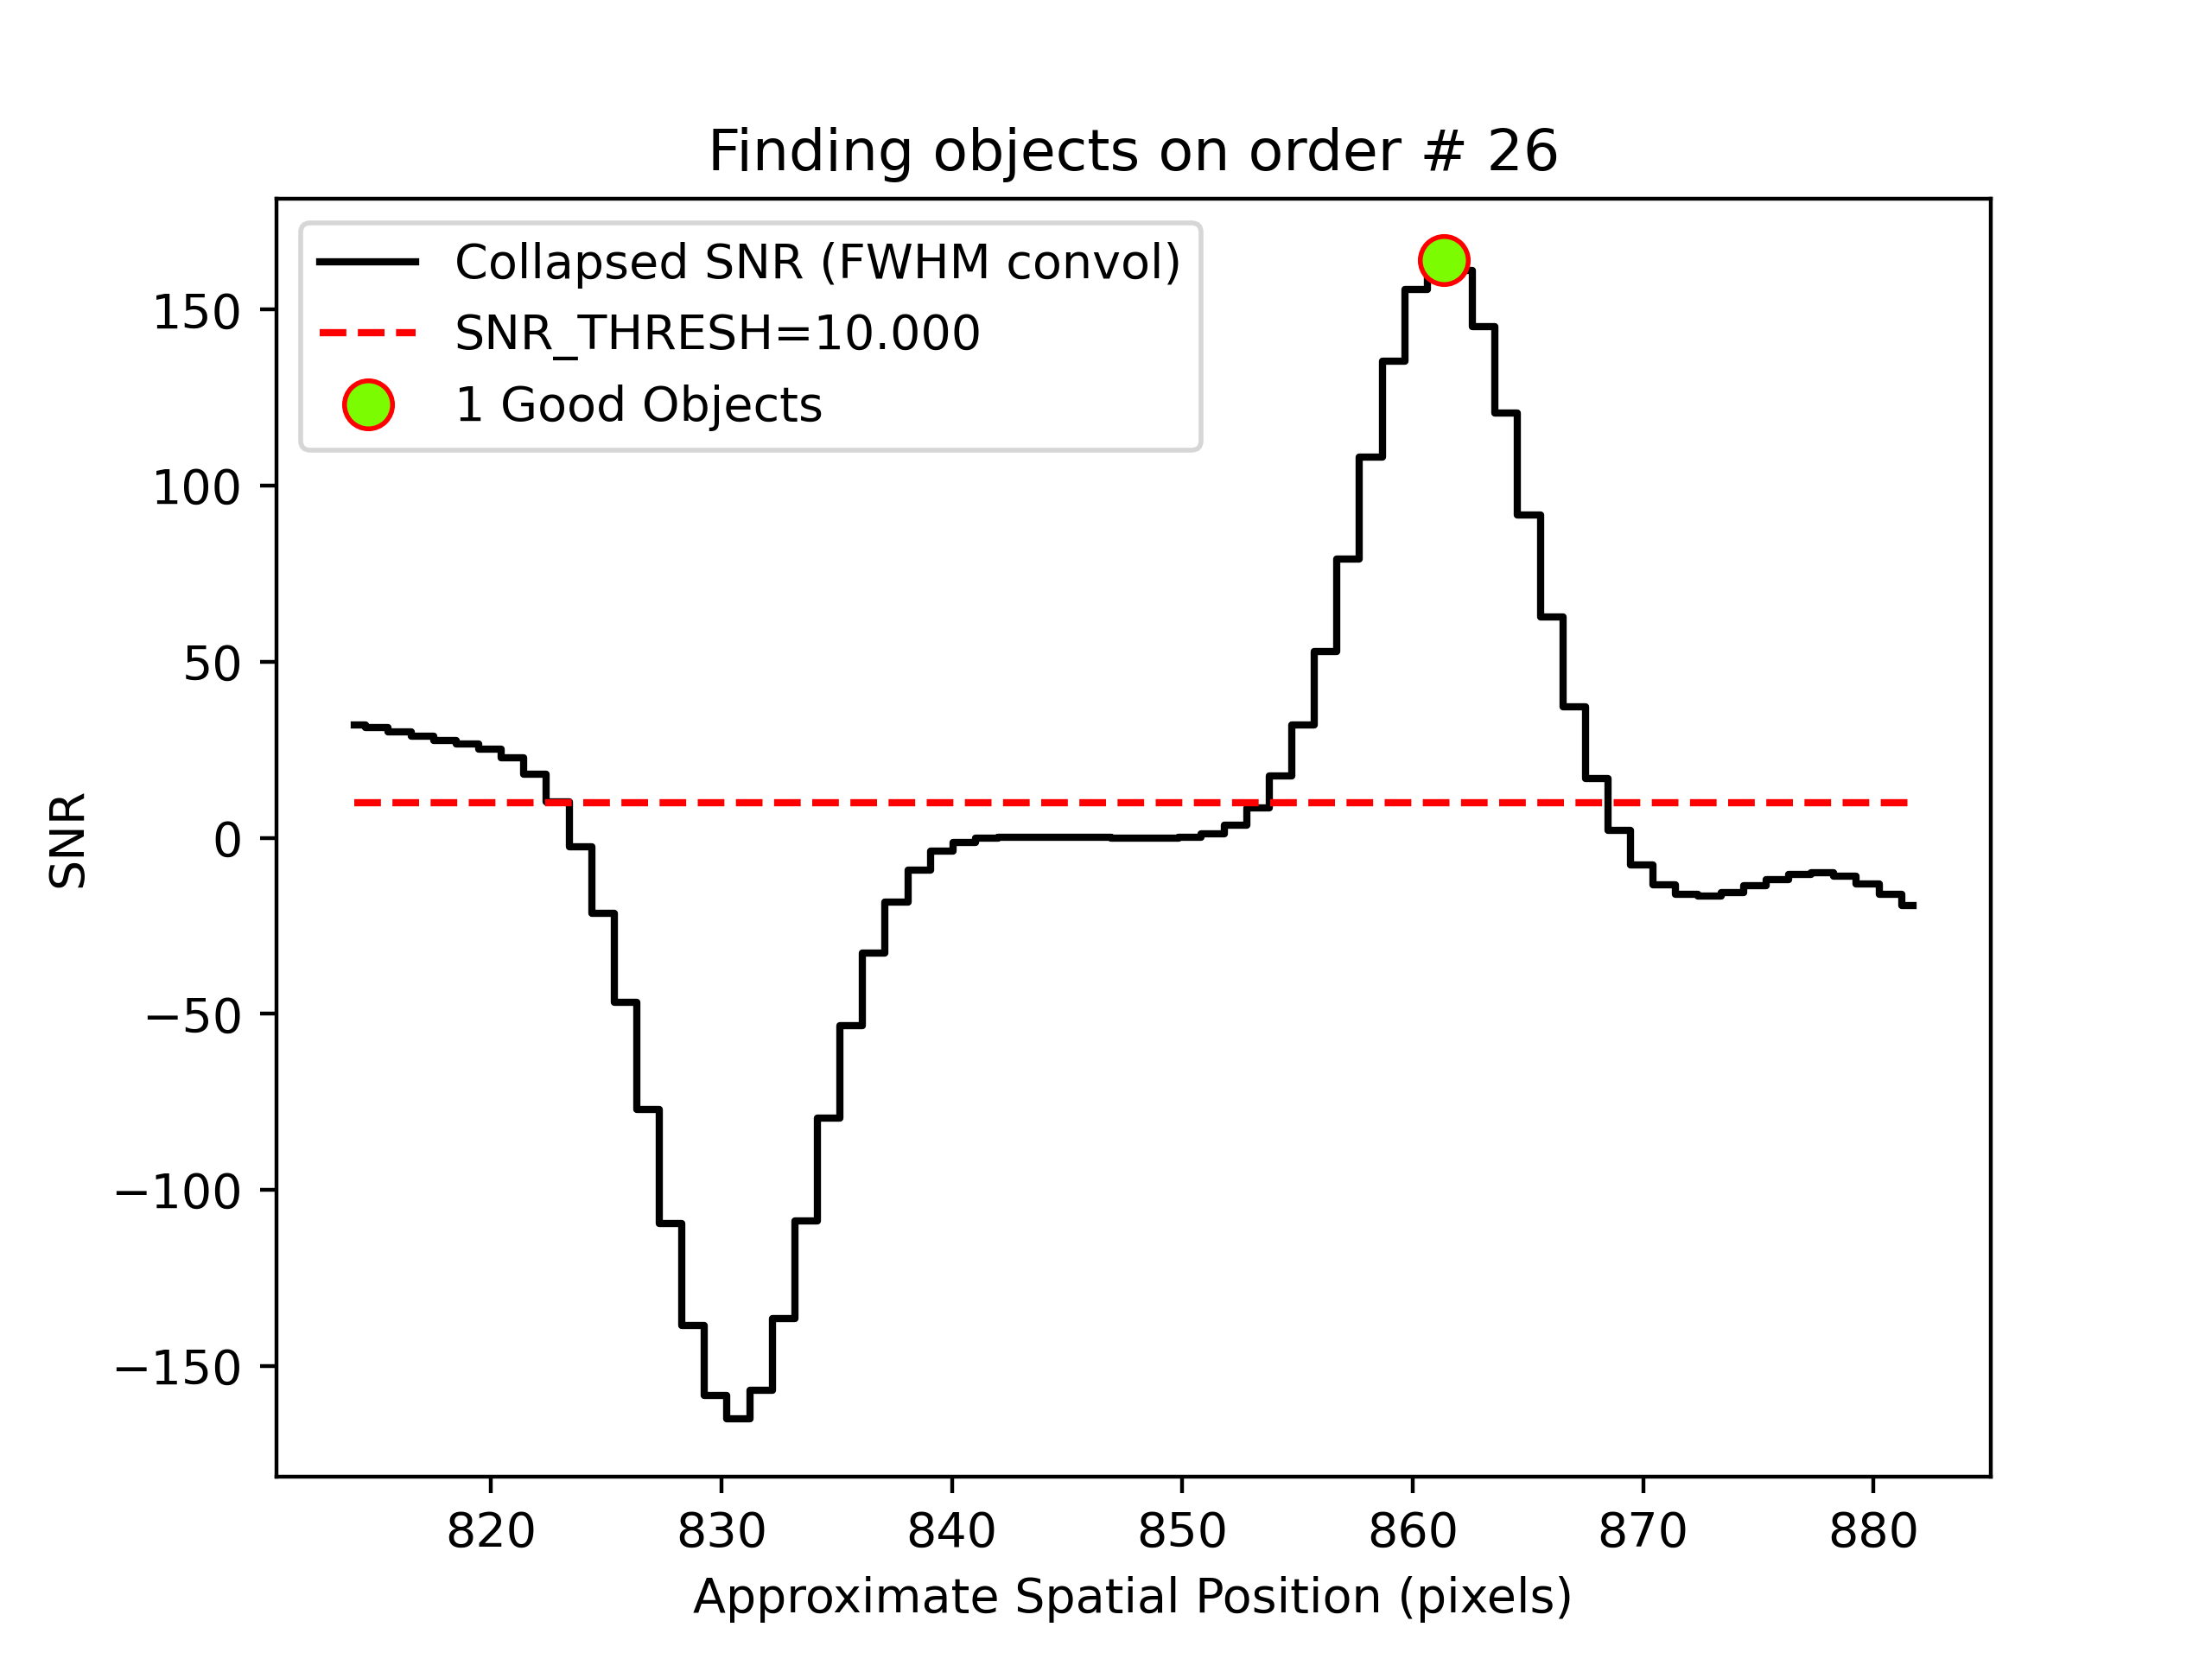 Finding objects on order # 26
Collapsed SNR (FWHM convol)
SNR_THRESH=10.000
1 Good Objects
150
100
50
0
−50
−100
−150
SNR
820 830 840 850 860 870 880
Approximate Spatial Position (pixels)